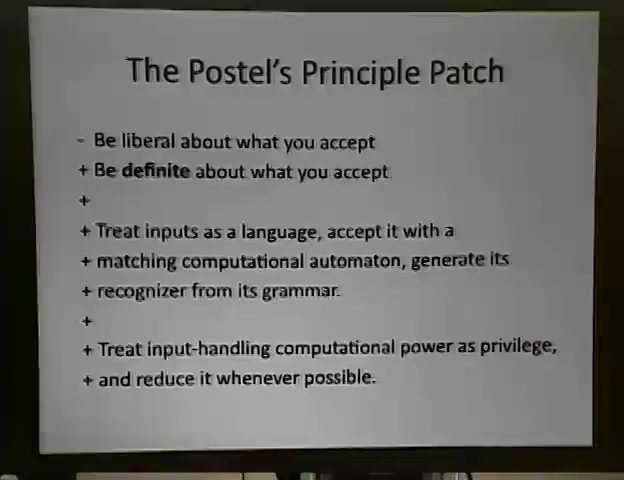 The Postel's Principle Patch
- Be liberal about what you accept
+ Be definite about what you accept
+
+ Treat inputs as a language, accept it with a
+ matching computational automaton, generate its
+ recognizer from its grammar.
+
+ Treat input-handling computational power as privilege,
+ and reduce it whenever possible.